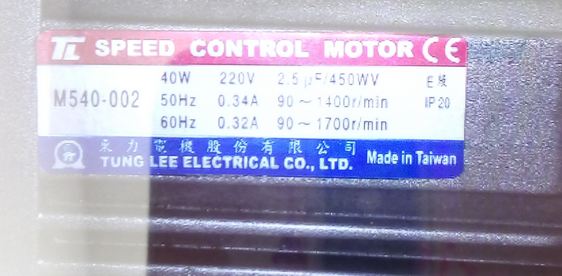 TL SPEED CONTROL MOTOR CE
M540-002
40W 220V 2.5 μF/450WV E級
50Hz 0.34A 90～1400r/min IP20
60Hz 0.32A 90～1700r/min
東力電機股份有限公司
TUNG LEE ELECTRICAL CO., LTD. Made in Taiwan